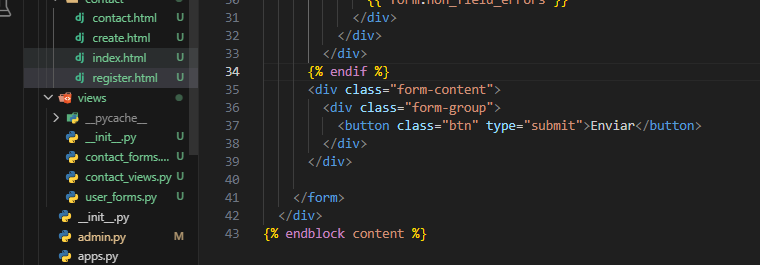 contact
dj contact.html U
dj create.html U
dj index.html U
dj register.html U
views
__pycache__
__init__.py U
contact_forms.... U
contact_views.py U
user_forms.py U
__init__.py
admin.py M
apps.py
30 {{ form.non_field_errors }}
31 </div>
32 </div>
33 </div>
34 {% endif %}
35 <div class="form-content">
36 <div class="form-group">
37 <button class="btn" type="submit">Enviar</button>
38 </div>
39 </div>
40
41 </form>
42 </div>
43 {% endblock content %}